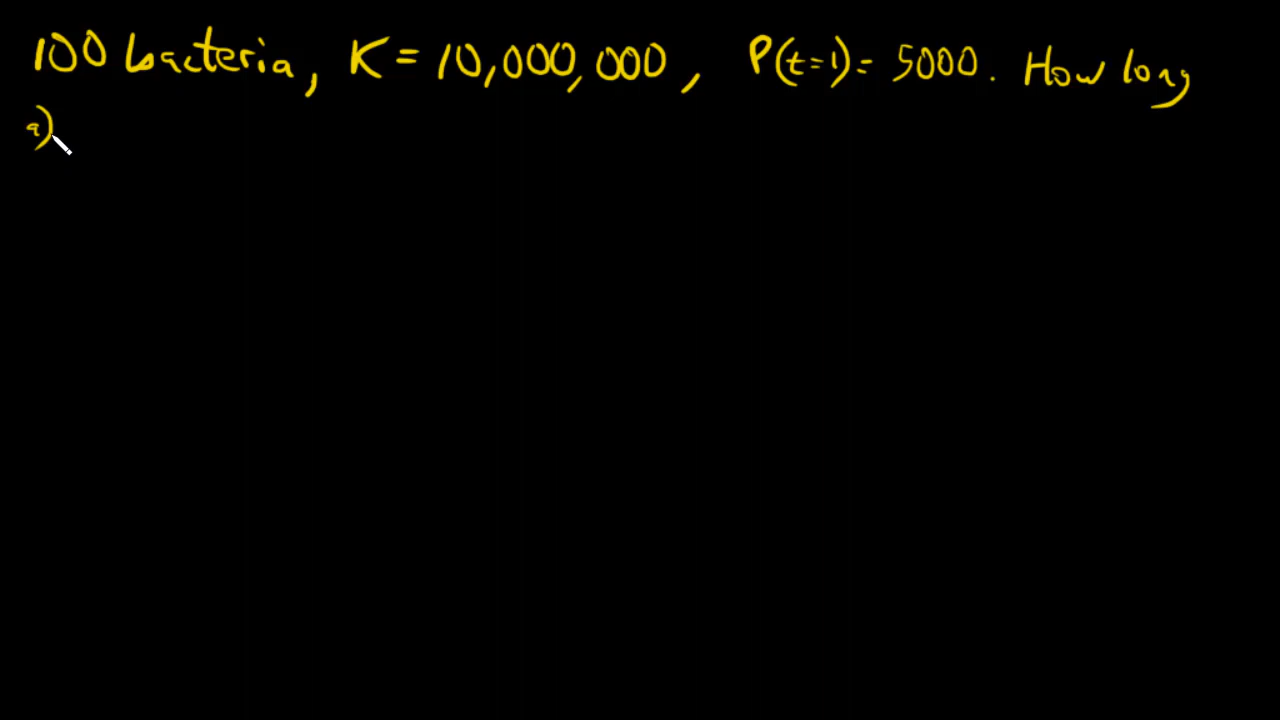 100 bacteria, K = 10,000,000, P(t=1)= 5000. How long
a)